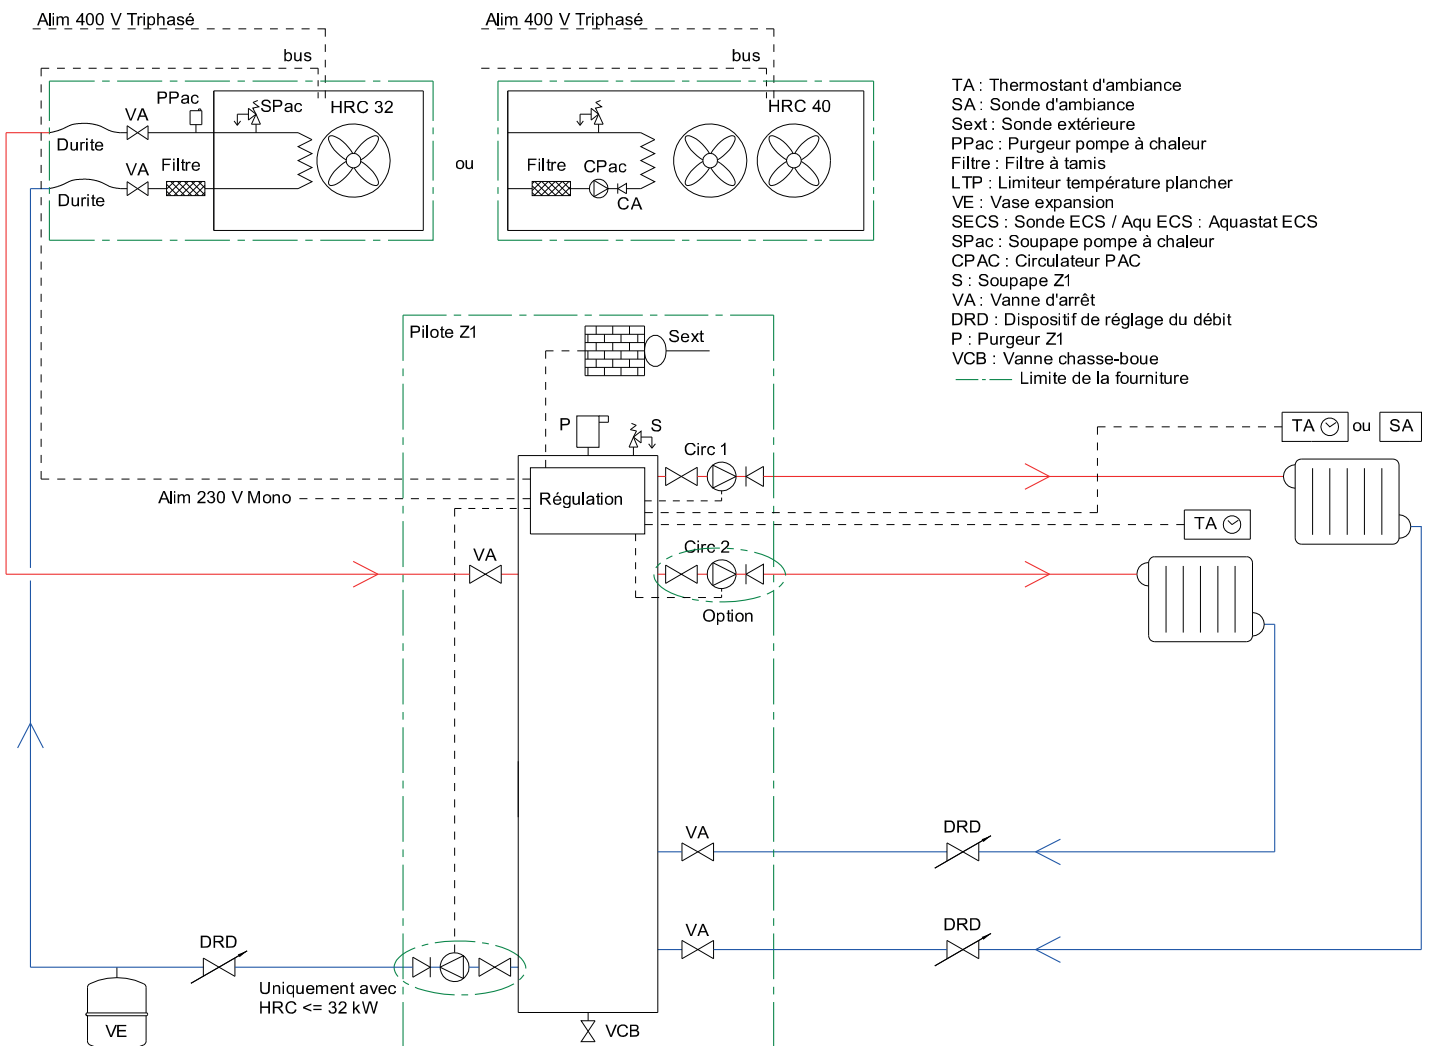 Alim 400 V Triphasé
bus
PPac
VA
SPac
HRC 32
Durite
VA
Filtre
Durite
ou
Alim 400 V Triphasé
bus
HRC 40
Filtre
CPac
CA
TA : Thermostant d'ambiance
SA : Sonde d'ambiance
Sext : Sonde extérieure
PPac : Purgeur pompe à chaleur
Filtre : Filtre à tamis
LTP : Limiteur température plancher
VE : Vase expansion
SECS : Sonde ECS / Aqu ECS : Aquastat ECS
SPac : Soupape pompe à chaleur
CPAC : Circulateur PAC
S : Soupape Z1
VA : Vanne d'arrêt
DRD : Dispositif de réglage du débit
P : Purgeur Z1
VCB : Vanne chasse-boue
Limite de la fourniture
Pilote Z1
Sext
P
S
Circ 1
TA ou SA
Alim 230 V Mono
Régulation
TA
VA
Circ 2
Option
VA
DRD
VA
DRD
DRD
Uniquement avec
HRC <= 32 kW
VE
VCB